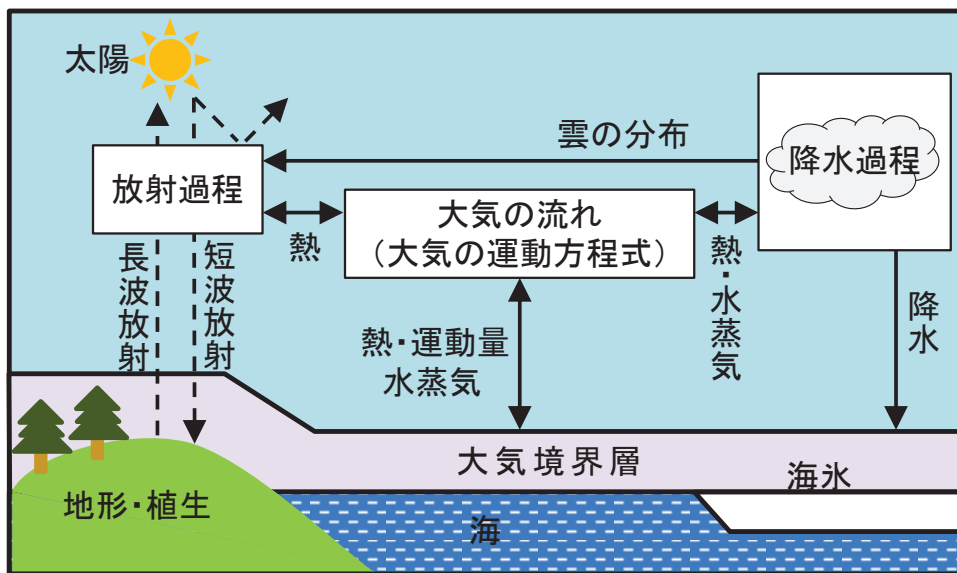 太陽
雲の分布
降水過程
放射過程
大気の流れ
（大気の運動方程式）
熱
熱・水蒸気
長波放射
短波放射
熱・運動量
水蒸気
降水
大気境界層
海氷
地形・植生
海